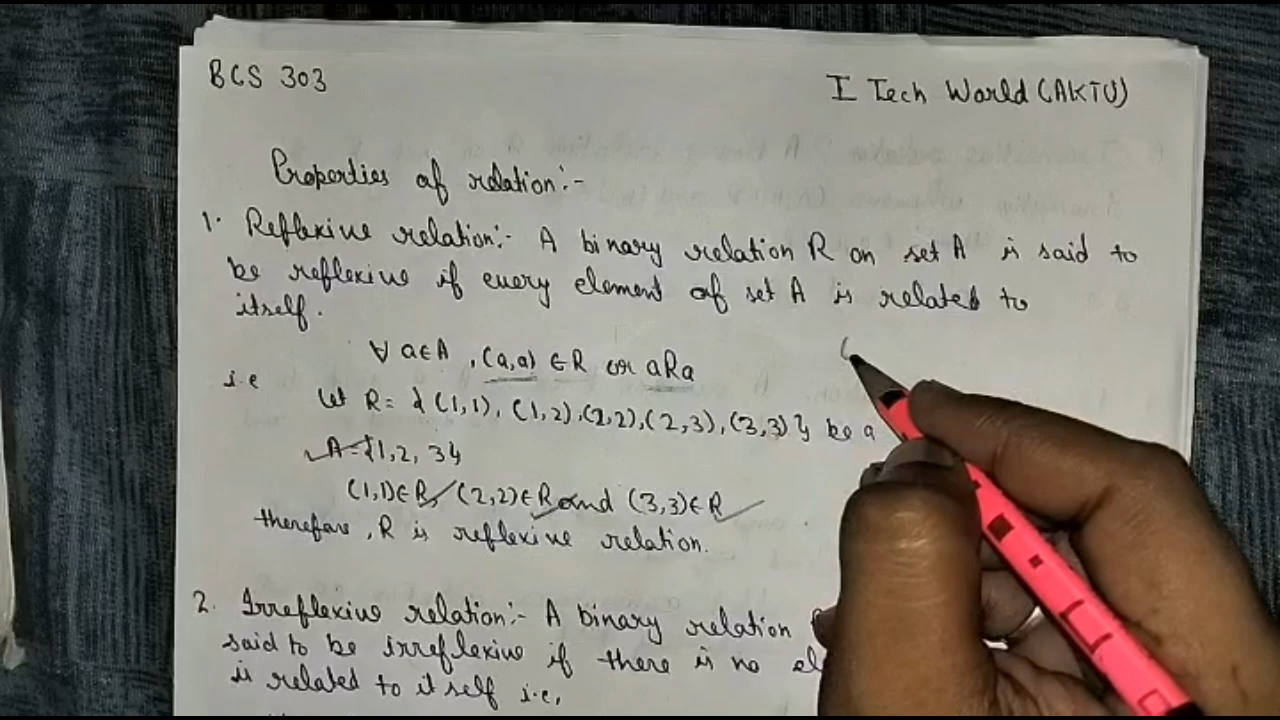 BCS 303
I Tech World (AKTU)
Properties of relation:-
1. Reflexive relation:- A binary relation R on set A is said to
be reflexive if every element of set A is related to
itself.
∀ a∈A , (a,a) ∈ R or aRa
i.e
let R = {(1,1), (1,2), (2,2), (2,3), (3,3)} be a
A = {1, 2, 3}
(1,1)∈R, (2,2)∈R and (3,3)∈R
therefore, R is reflexive relation.
2. Irreflexive relation:- A binary relation
said to be irreflexive if there is no
is related to itself i.e,